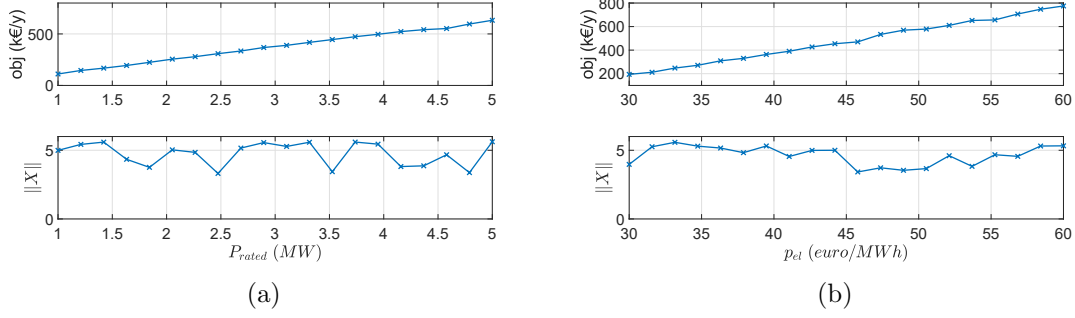 obj (k€/y)
500
0
1 1.5 2 2.5 3 3.5 4 4.5 5
||X||
5
0
1 1.5 2 2.5 3 3.5 4 4.5 5
P_rated (MW)
(a)
obj (k€/y)
800
600
400
200
30 35 40 45 50 55 60
||X||
5
0
30 35 40 45 50 55 60
p_el (euro/MWh)
(b)